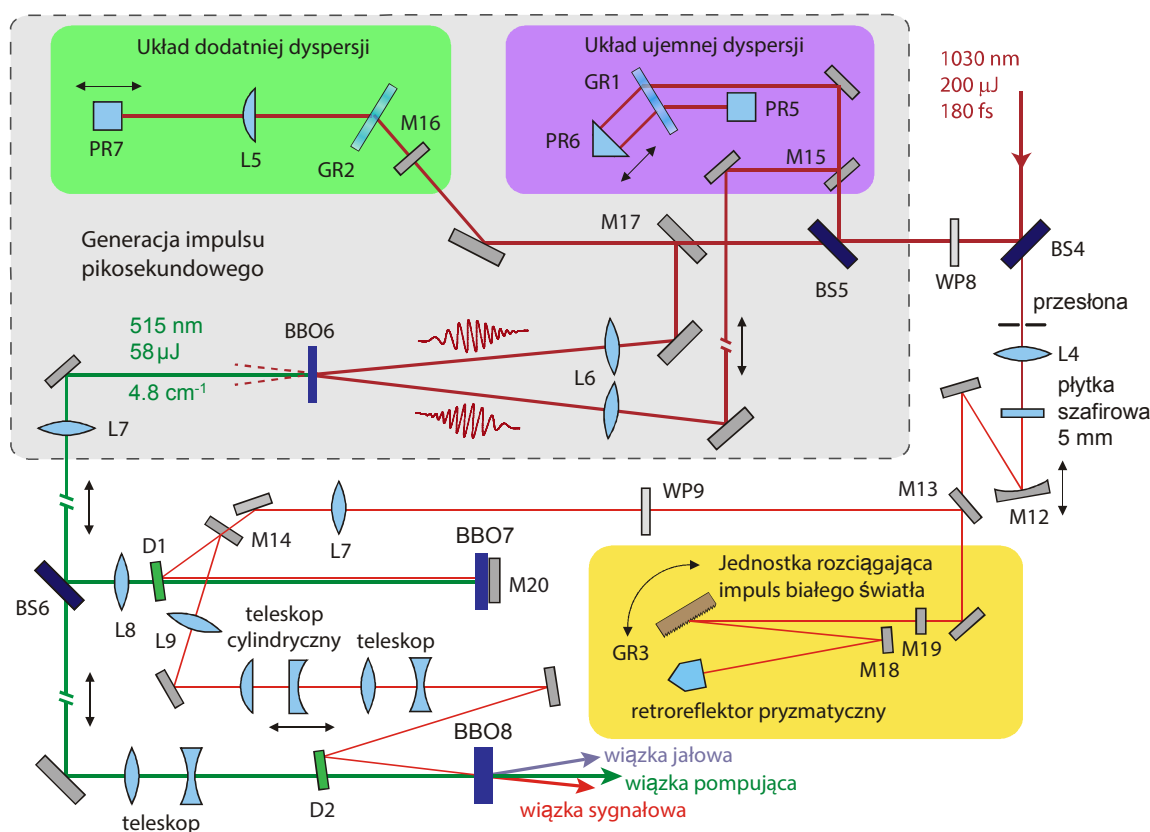 Układ dodatniej dyspersji
PR7
L5
GR2
M16
Układ ujemnej dyspersji
GR1
PR5
PR6
M15
1030 nm
200 µJ
180 fs
Generacja impulsu
pikosekundowego
M17
BS5
WP8
BS4
515 nm
58 µJ
4.8 cm-1
BBO6
L6
L7
przesłona
L4
płytka
szafirowa
5 mm
M12
M13
WP9
L7
M14
D1
BBO7
M20
BS6
L8
L9
teleskop
cylindryczny
teleskop
Jednostka rozciągająca
impuls białego światła
GR3
M18
M19
retroreflektor pryzmatyczny
BBO8
D2
teleskop
wiązka jałowa
wiązka pompująca
wiązka sygnałowa